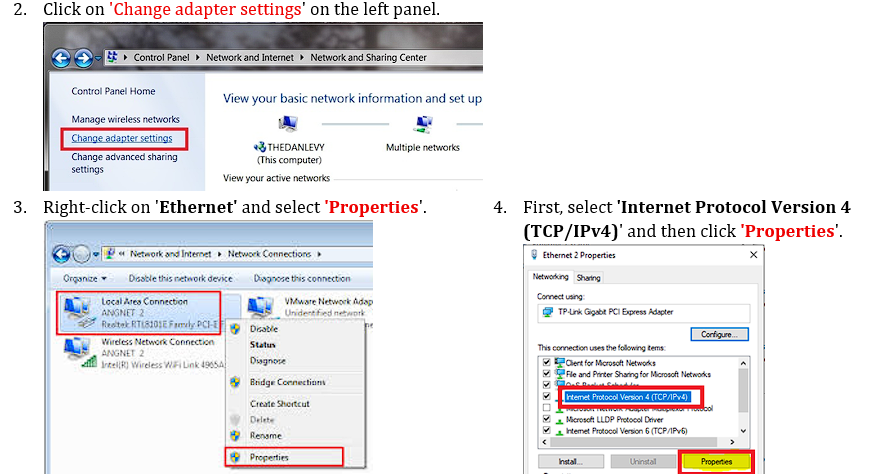 2. Click on 'Change adapter settings' on the left panel.
Control Panel ▸ Network and Internet ▸ Network and Sharing Center
Control Panel Home
Manage wireless networks
Change adapter settings
Change advanced sharing
settings
View your basic network information and set up
THEDANLEVY
(This computer)
Multiple networks
View your active networks
3. Right-click on 'Ethernet' and select 'Properties'.
« Network and Internet ▸ Network Connections ▸
Organize ▾ Disable this network device Diagnose this connection
Local Area Connection
ANGNET 2
Realtek RTL8101E Family PCI-E F
VMware Network Adap
Unidentified network
Wireless Network Connection
ANGNET 2
Intel(R) Wireless WiFi Link 4965A
Disable
Status
Diagnose
Bridge Connections
Create Shortcut
Delete
Rename
Properties
4. First, select 'Internet Protocol Version 4
(TCP/IPv4)' and then click 'Properties'.
Ethernet 2 Properties
Networking Sharing
Connect using:
TP-Link Gigabit PCI Express Adapter
Configure...
This connection uses the following items:
Client for Microsoft Networks
File and Printer Sharing for Microsoft Networks
QoS Packet Scheduler
Internet Protocol Version 4 (TCP/IPv4)
Microsoft Network Adapter Multiplexor Protocol
Microsoft LLDP Protocol Driver
Internet Protocol Version 6 (TCP/IPv6)
Install... Uninstall Properties